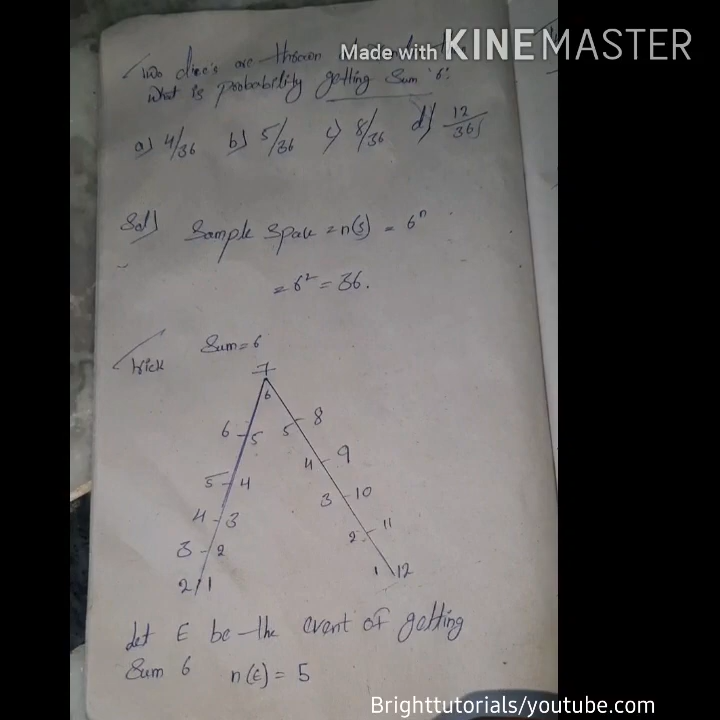 Made with KINEMASTER
Two dice's are thrown
What is probability getting Sum '6'.
a) 4/36 b) 5/36 c) 8/36 d) 12/36
Sol) Sample Space = n(s) = 6ⁿ
= 6² = 36.
trick Sum = 6
7
6
6 5 5 8
5 4 4 9
4 3 3 10
3 2 2 11
2 1 1 12
Let E be the event of getting
Sum 6 n(E) = 5
Brighttutorials/youtube.com